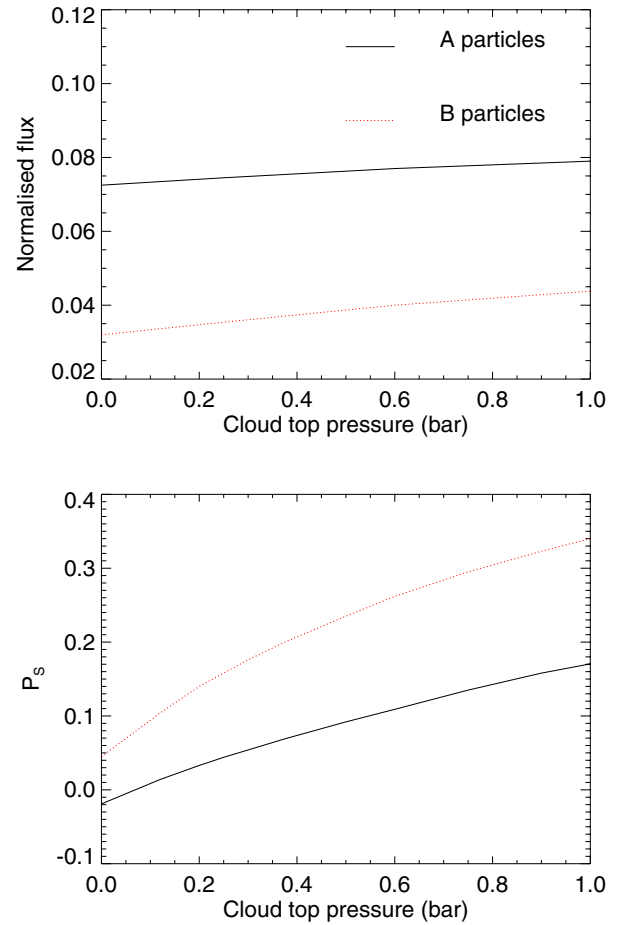 0.12
A particles
0.10
B particles
0.08
Normalised flux
0.06
0.04
0.02
0.0 0.2 0.4 0.6 0.8 1.0
Cloud top pressure (bar)
0.4
0.3
0.2
Ps
0.1
0.0
-0.1
0.0 0.2 0.4 0.6 0.8 1.0
Cloud top pressure (bar)